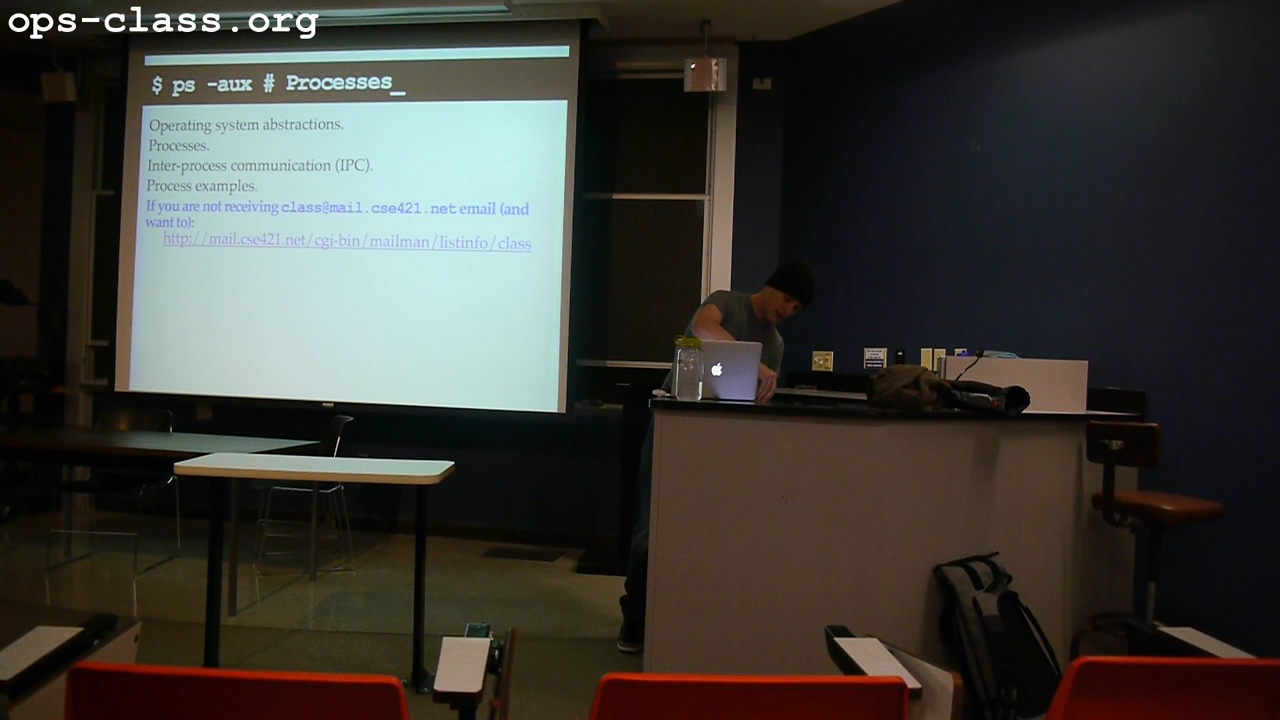 ops-class.org
$ ps -aux # Processes_
Operating system abstractions.
Processes.
Inter-process communication (IPC).
Process examples.
If you are not receiving class@mail.cse421.net email (and
want to):
http://mail.cse421.net/cgi-bin/mailman/listinfo/class